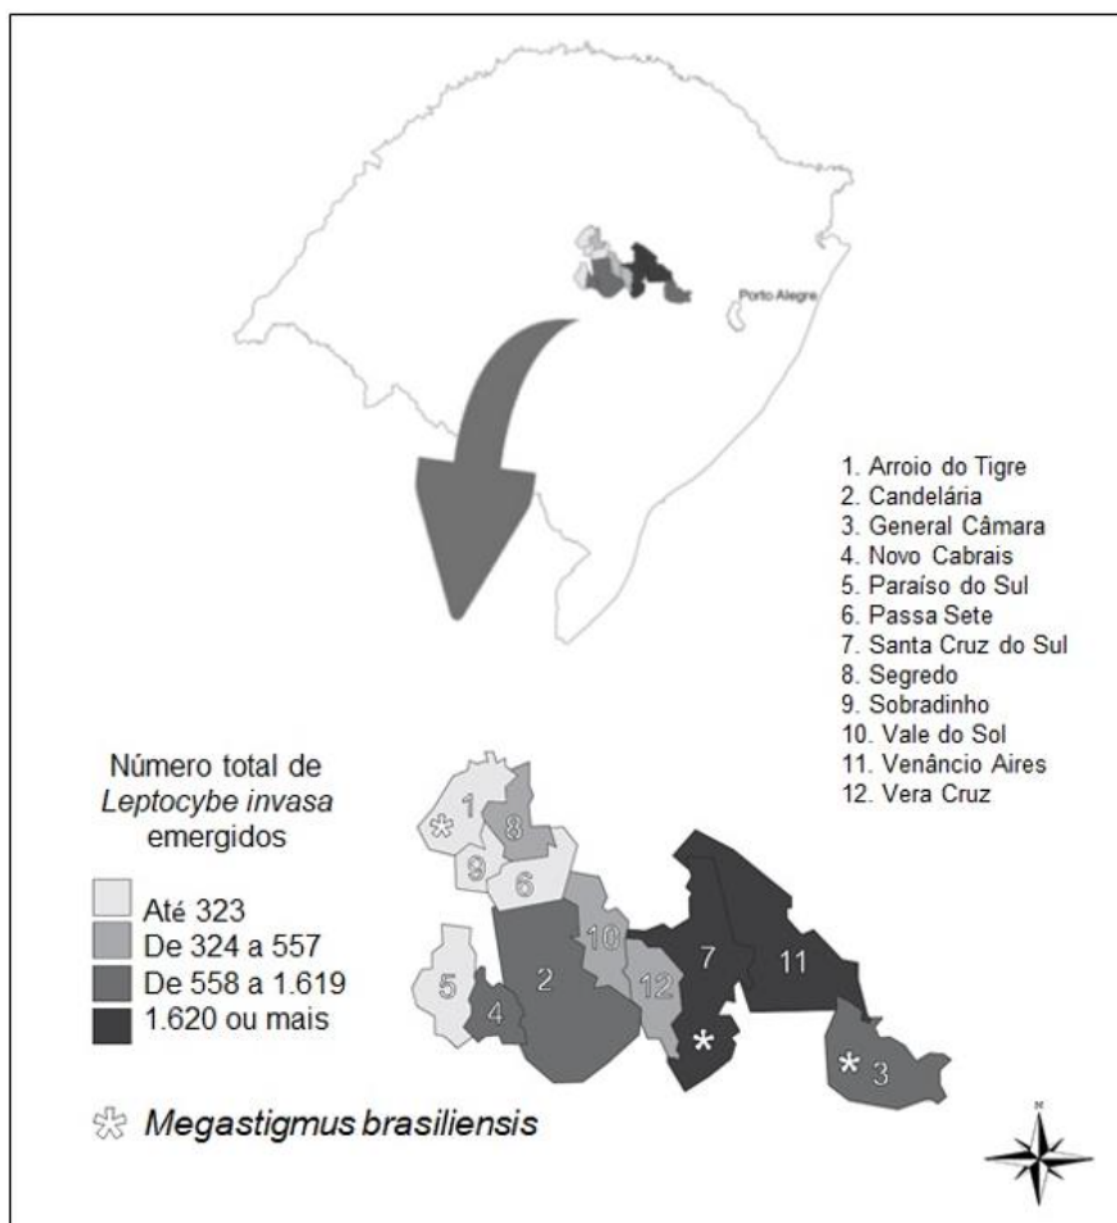 Porto Alegre
1. Arroio do Tigre
2. Candelária
3. General Câmara
4. Novo Cabrais
5. Paraíso do Sul
6. Passa Sete
7. Santa Cruz do Sul
8. Segredo
9. Sobradinho
10. Vale do Sol
11. Venâncio Aires
12. Vera Cruz
Número total de
Leptocybe invasa
emergidos
Até 323
De 324 a 557
De 558 a 1.619
1.620 ou mais
Megastigmus brasiliensis
1
8
9
6
10
7
11
5
4
2
12
3
N